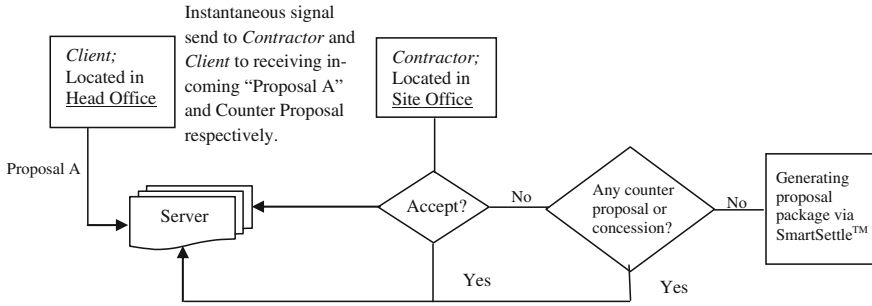 Instantaneous signal
send to Contractor and
Client to receiving in-
coming “Proposal A”
and Counter Proposal
respectively.
Client;
Located in
Head Office
Contractor;
Located in
Site Office
Proposal A
Server
Accept?
No
Any counter
proposal or
concession?
No
Generating
proposal
package via
SmartSettle™
Yes
Yes